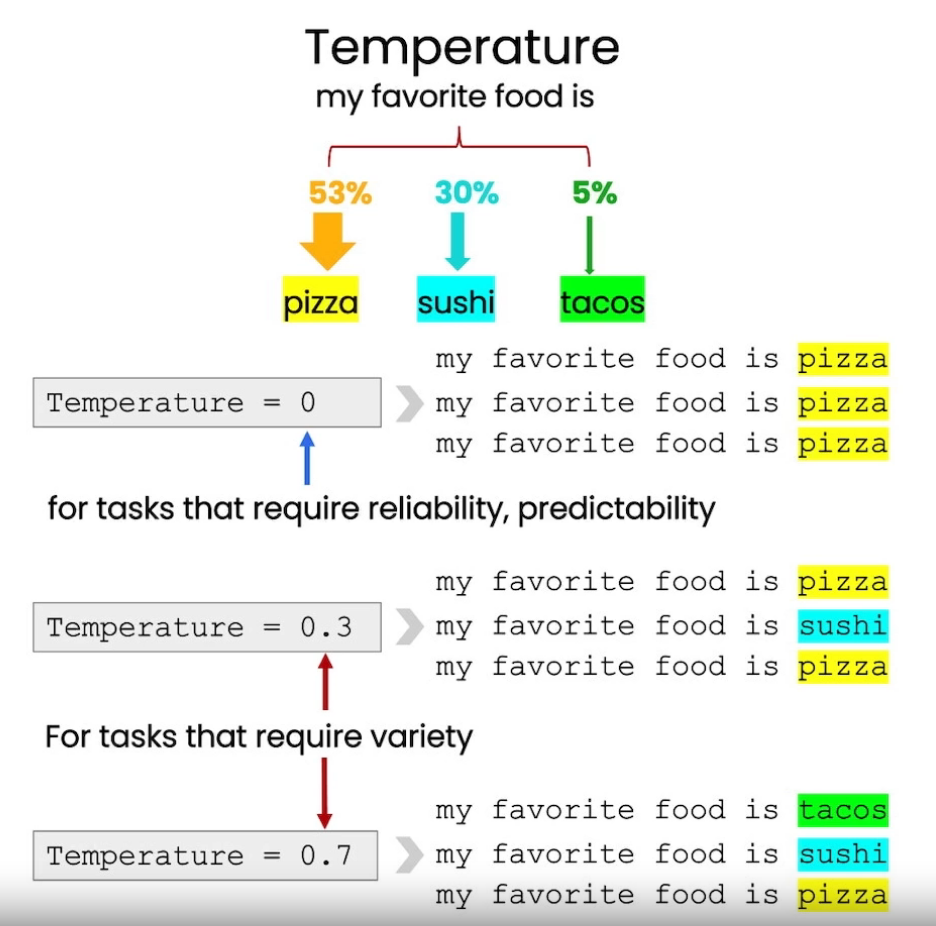 Temperature
my favorite food is
53% 30% 5%
pizza sushi tacos
my favorite food is pizza
Temperature = 0 my favorite food is pizza
my favorite food is pizza
for tasks that require reliability, predictability
my favorite food is pizza
Temperature = 0.3 my favorite food is sushi
my favorite food is pizza
For tasks that require variety
my favorite food is tacos
Temperature = 0.7 my favorite food is sushi
my favorite food is pizza